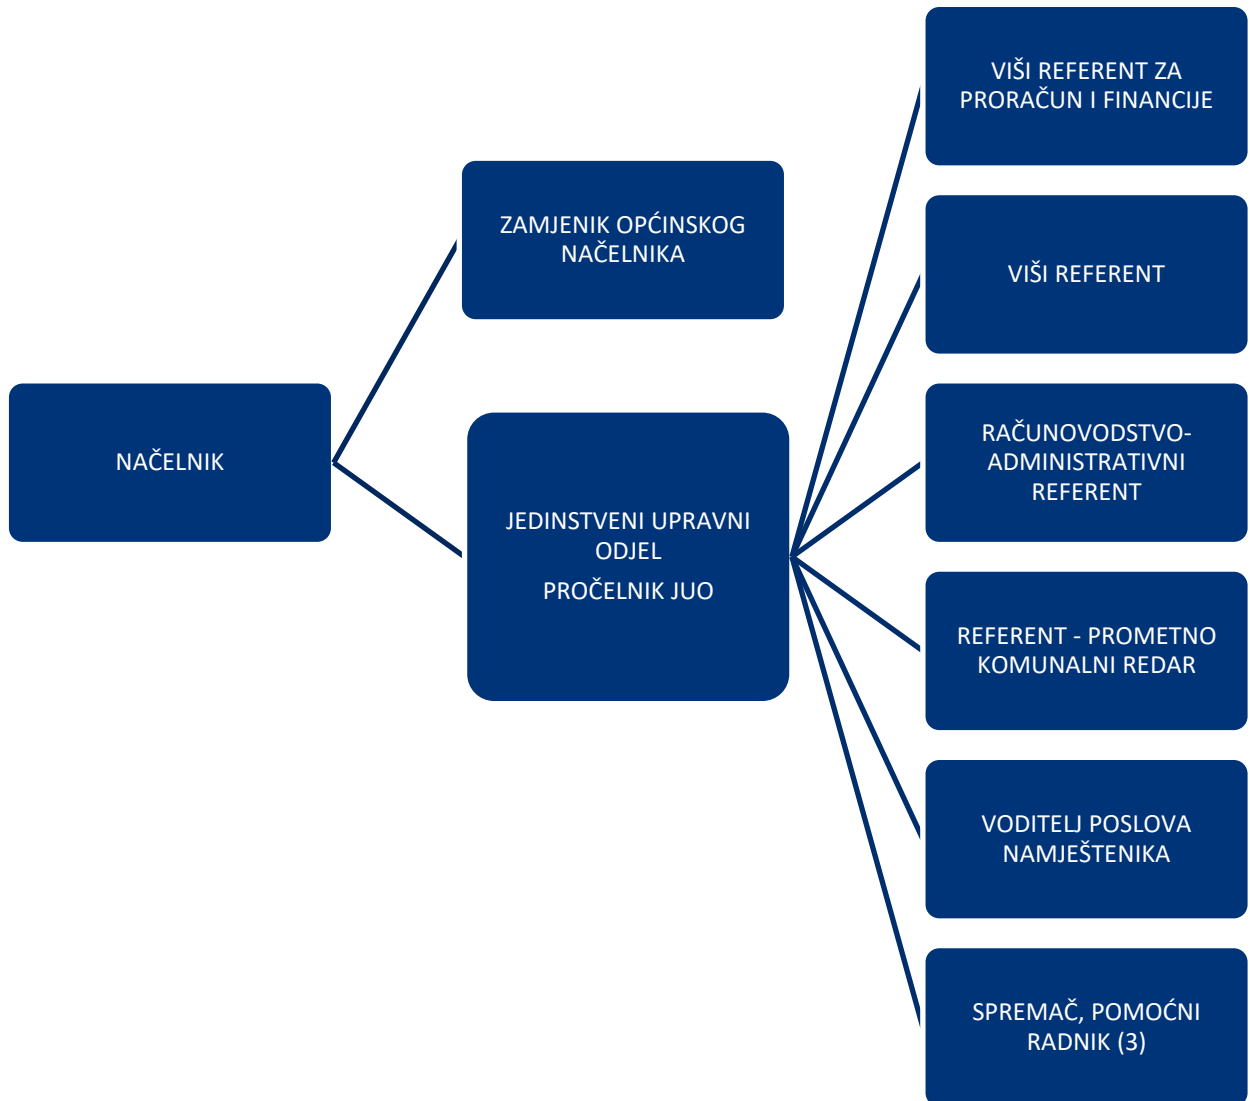 NAČELNIK
ZAMJENIK OPĆINSKOG
NAČELNIKA
JEDINSTVENI UPRAVNI
ODJEL
PROČELNIK JUO
VIŠI REFERENT ZA
PRORAČUN I FINANCIJE
VIŠI REFERENT
RAČUNOVODSTVO-
ADMINISTRATIVNI
REFERENT
REFERENT - PROMETNO
KOMUNALNI REDAR
VODITELJ POSLOVA
NAMJEŠTENIKA
SPREMAČ, POMOĆNI
RADNIK (3)